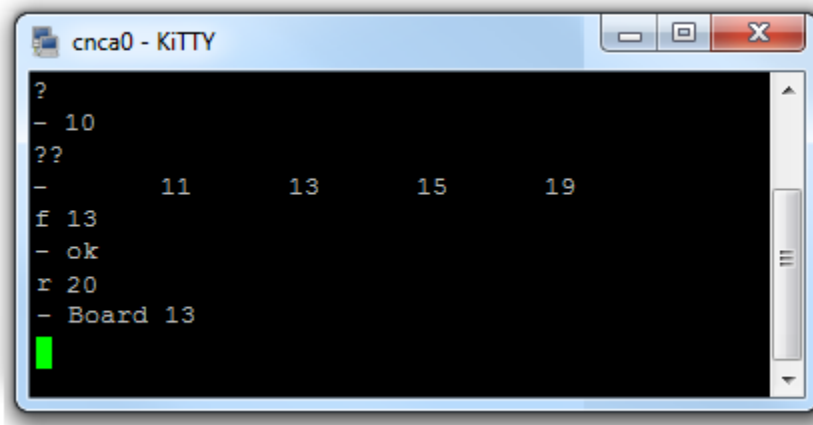 cnca0 - KiTTY
?
- 10
??
-       11      13      15      19
f 13
- ok
r 20
- Board 13